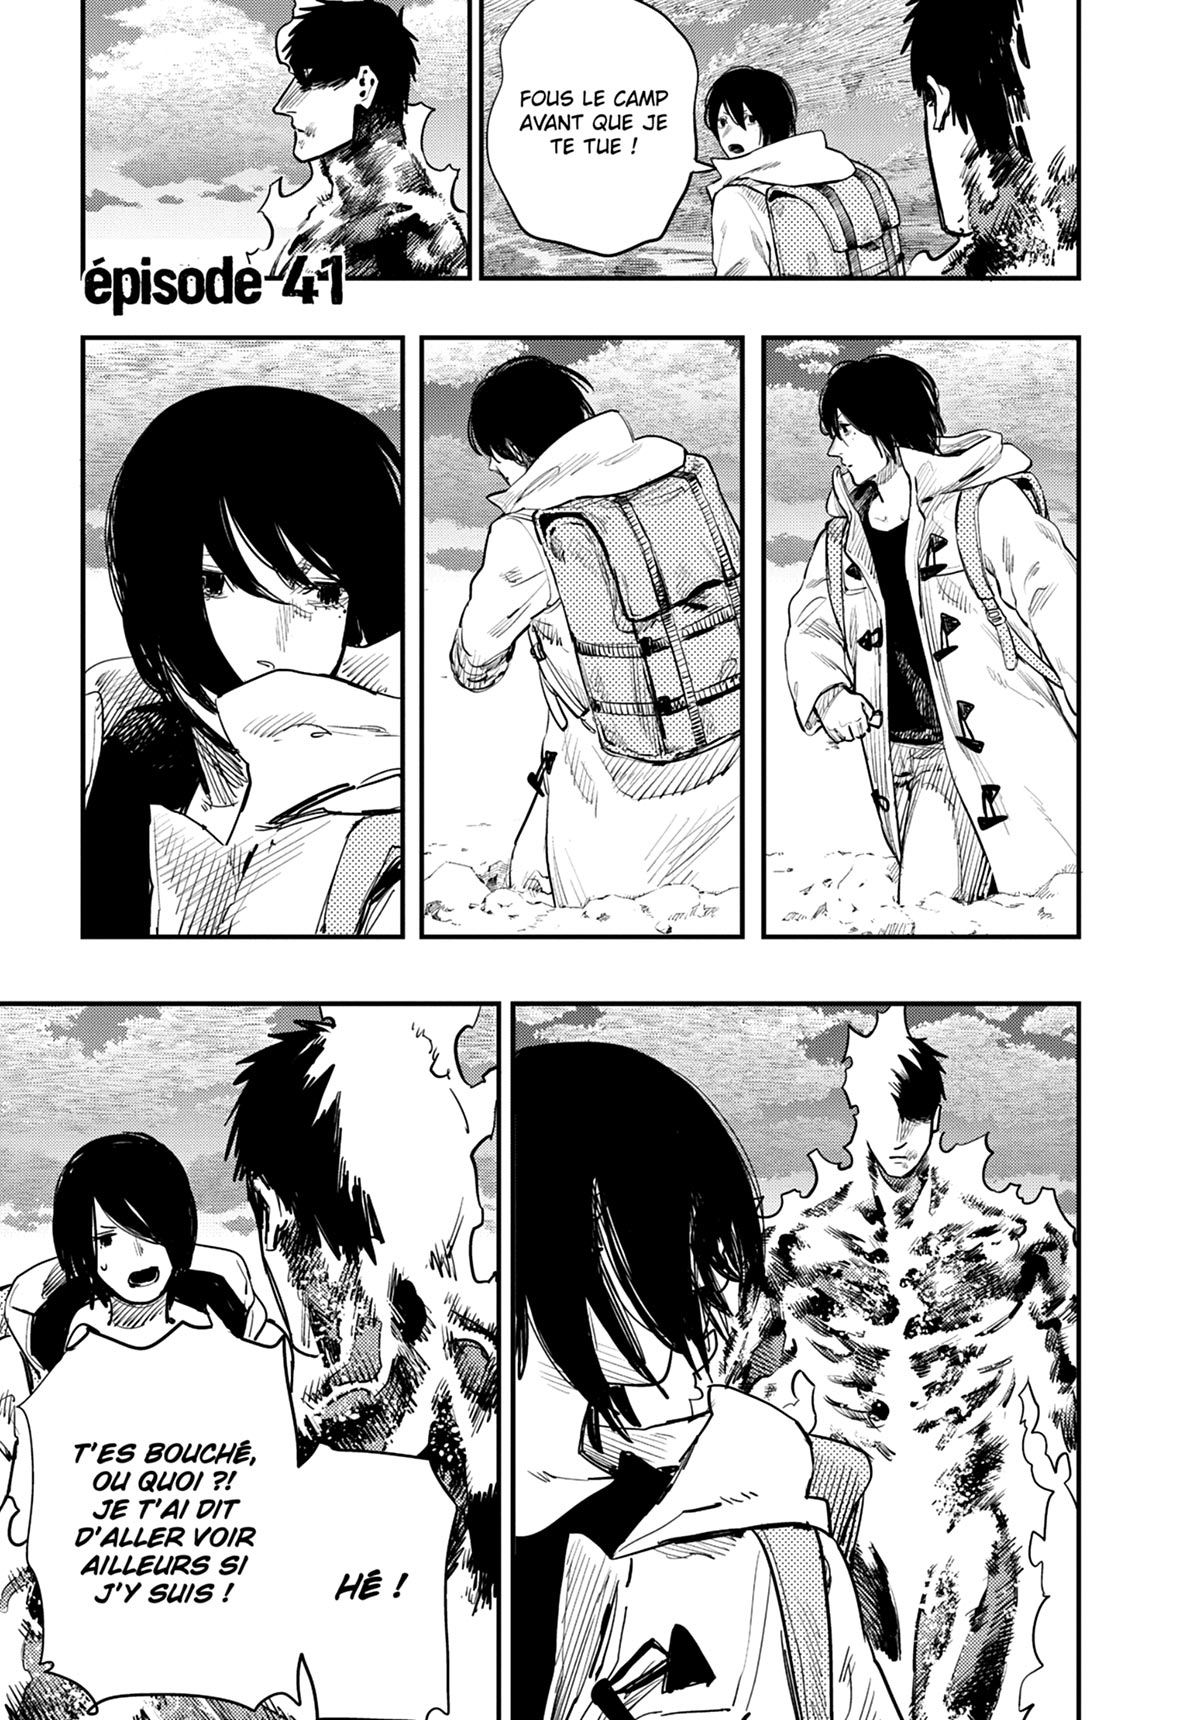 FOUS LE CAMP
AVANT QUE JE
TE TUE !
épisode 41
HÉ !
T'ES BOUCHÉ,
OU QUOI ?!
JE T'AI DIT
D'ALLER VOIR
AILLEURS SI
J'Y SUIS !